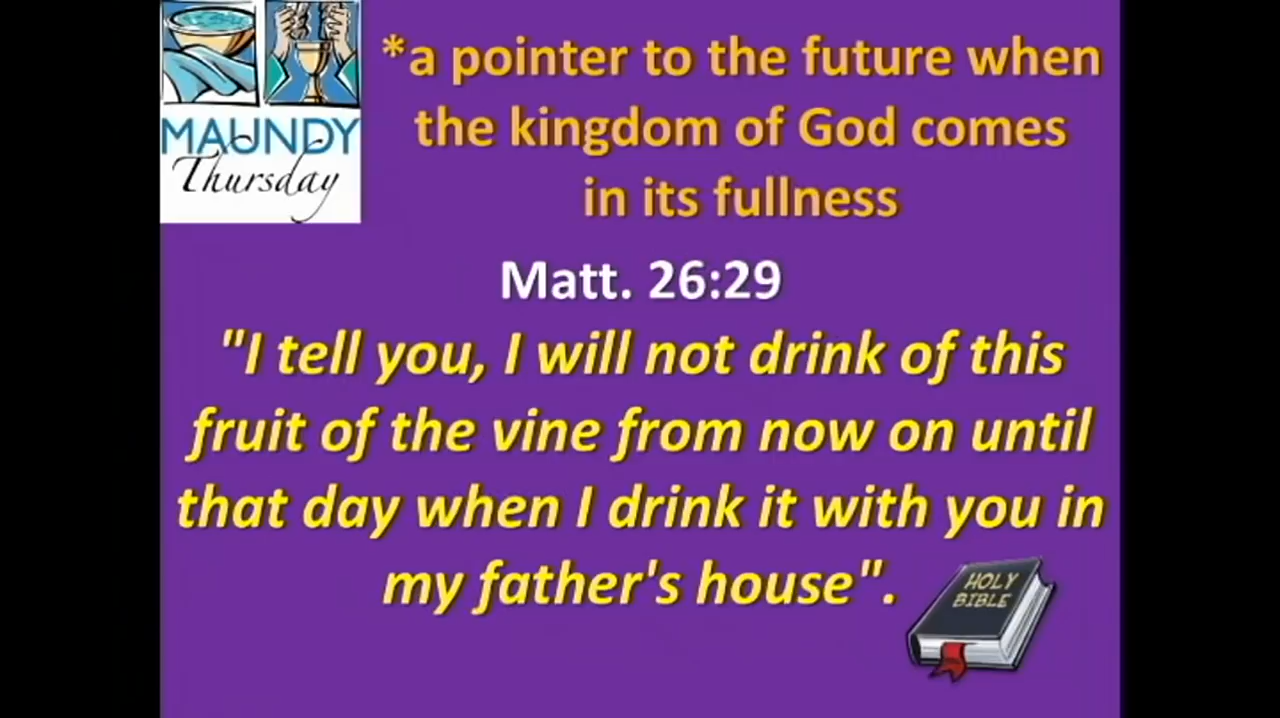 MAUNDY
Thursday
*a pointer to the future when
the kingdom of God comes
in its fullness
Matt. 26:29
"I tell you, I will not drink of this
fruit of the vine from now on until
that day when I drink it with you in
my father's house".
HOLY
BIBLE